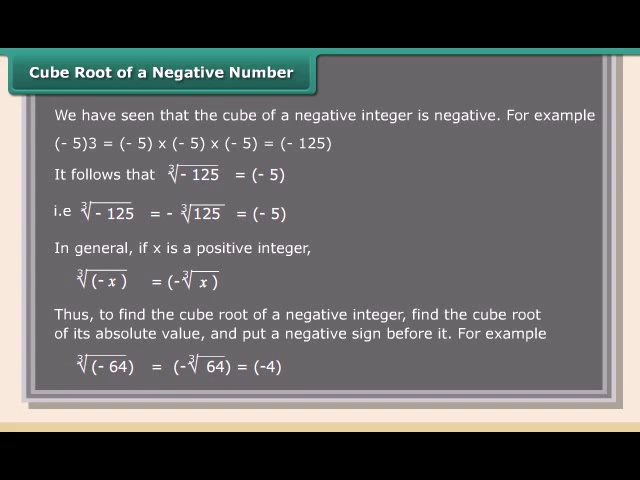 Cube Root of a Negative Number
We have seen that the cube of a negative integer is negative. For example
(- 5)3 = (- 5) x (- 5) x (- 5) = (- 125)
It follows that ∛- 125 = (- 5)
i.e ∛- 125 = - ∛125 = (- 5)
In general, if x is a positive integer,
∛(- x ) = (-∛x )
Thus, to find the cube root of a negative integer, find the cube root
of its absolute value, and put a negative sign before it. For example
∛(- 64) = (-∛ 64) = (-4)